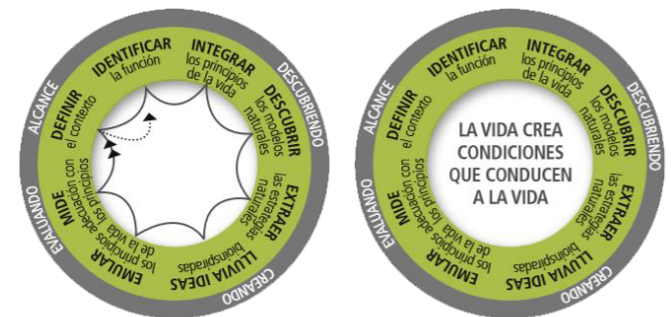 ALCANCE
DEFINIR
el contexto
IDENTIFICAR
la función
INTEGRAR
los principios
de la vida
DESCUBRIENDO
DESCUBRIR
los modelos
naturales
EXTRAER
las estrategias
naturales
CREANDO
LLUVIA IDEAS
bioinspiradas
EMULAR
los principios
de la vida
EVALUANDO
MIDE
adecuación con
los principios
ALCANCE
DEFINIR
el contexto
IDENTIFICAR
la función
INTEGRAR
los principios
de la vida
DESCUBRIENDO
DESCUBRIR
los modelos
naturales
EXTRAER
las estrategias
naturales
CREANDO
LLUVIA IDEAS
bioinspiradas
EMULAR
los principios
de la vida
EVALUANDO
MIDE
adecuación con
los principios
LA VIDA CREA
CONDICIONES
QUE CONDUCEN
A LA VIDA